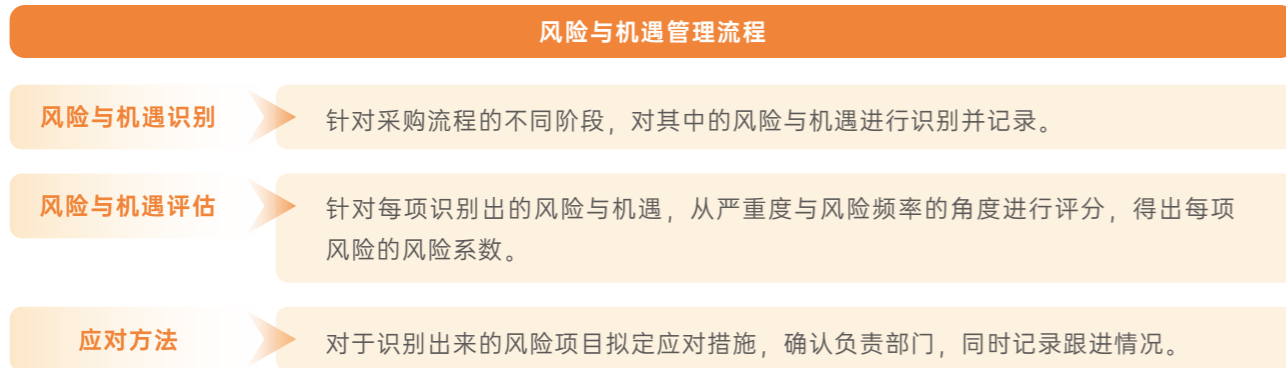 风险与机遇管理流程
风险与机遇识别
针对采购流程的不同阶段，对其中的风险与机遇进行识别并记录。
风险与机遇评估
针对每项识别出的风险与机遇，从严重度与风险频率的角度进行评分，得出每项
风险的风险系数。
应对方法
对于识别出来的风险项目拟定应对措施，确认负责部门，同时记录跟进情况。